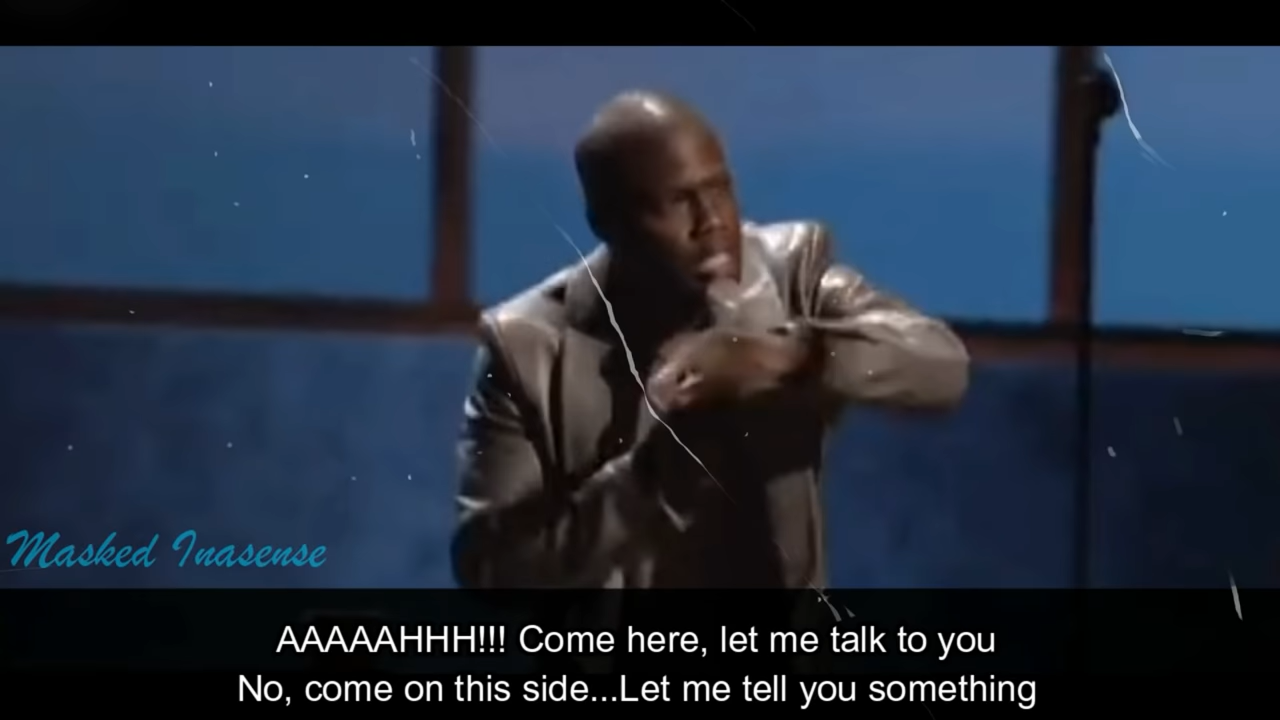 Masked Inasense
AAAAAHHH!!! Come here, let me talk to you
No, come on this side...Let me tell you something